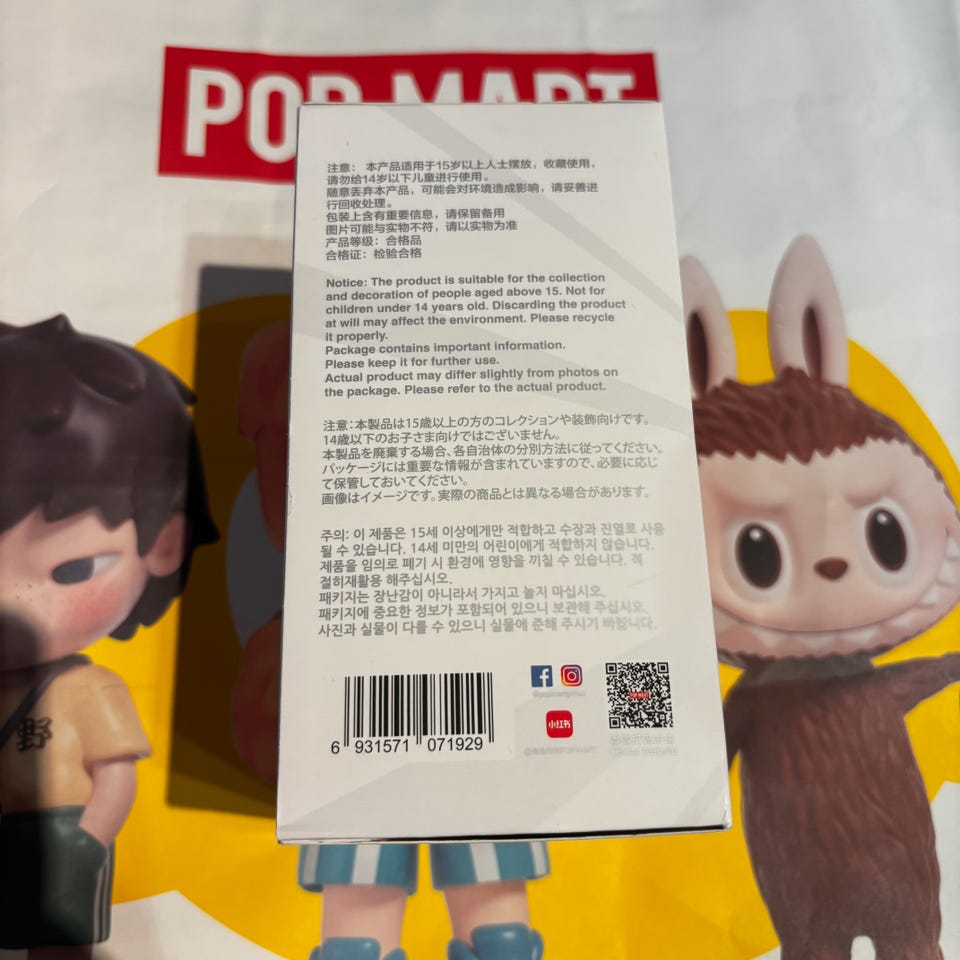 POP MART
注意： 本产品适用于15岁以上人士摆放，收藏使用，
请勿给14岁以下儿童进行使用。
随意丢弃本产品，可能会对环境造成影响，请妥善进
行回收处理。
包装上含有重要信息，请保留备用
图片可能与实物不符，请以实物为准
产品等级：合格品
合格证：检验合格
Notice: The product is suitable for the collection
and decoration of people aged above 15. Not for
children under 14 years old. Discarding the product
at will may affect the environment. Please recycle
it properly.
Package contains important information.
Please keep it for further use.
Actual product may differ slightly from photos on
the package. Please refer to the actual product.
注意：本製品は15歳以上の方のコレクションや装飾向けです。
14歳以下のお子さま向けではございません。
本製品を廃棄する場合、各自治体の分別方法に従ってください。
パッケージには重要な情報が含まれていますので、必要に応じ
て保管しておいてください。
画像はイメージです。実際の商品とは異なる場合があります。
주의: 이 제품은 15세 이상에게만 적합하고 수장과 진열로 사용
될 수 있습니다. 14세 미만의 어린이에게 적합하지 않습니다.
제품을 임의로 폐기 시 환경에 영향을 끼칠 수 있습니다. 적
절히재활용 해주십시오.
패키지는 장난감이 아니라서 가지고 놀지 마십시오.
패키지에 중요한 정보가 포함되어 있으니 보관해 주십시오.
사진과 실물이 다를 수 있으니 실물에 준해 주시기 바랍니다.
小红书
POP MART
6 931571 071929
野